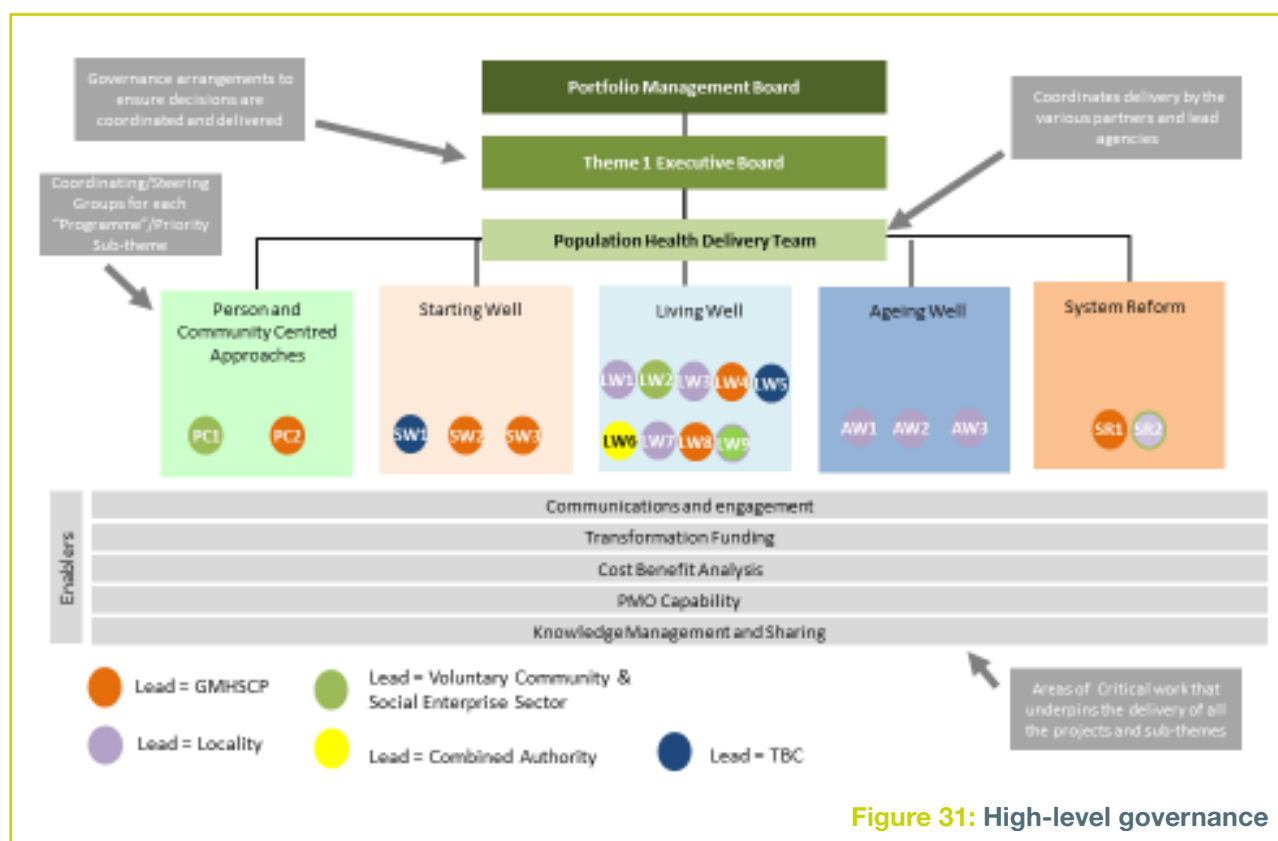 Governance arrangements to
ensure decisions are
coordinated and delivered
Portfolio Management Board
Coordinates delivery by the
various partners and lead
agencies
Theme 1 Executive Board
Coordinating/Steering
Groups for each
"Programme"/Priority
Sub-theme
Population Health Delivery Team
Person and
Community Centred
Approaches
Starting Well
Living Well
Ageing Well
System Reform
LW1 LW2 LW3 LW4 LW5
PC1 PC2
SW1 SW2 SW3
LW6 LW7 LW8 LW9
AW1 AW2 AW3
SR1 SR2
Enablers
Communications and engagement
Transformation Funding
Cost Benefit Analysis
PMO Capability
Knowledge Management and Sharing
Lead = GMHSCP
Lead = Voluntary Community &
Social Enterprise Sector
Lead = Locality
Lead = Combined Authority
Lead = TBC
Areas of Critical work that
underpins the delivery of all
the projects and sub-themes
Figure 31: High-level governance